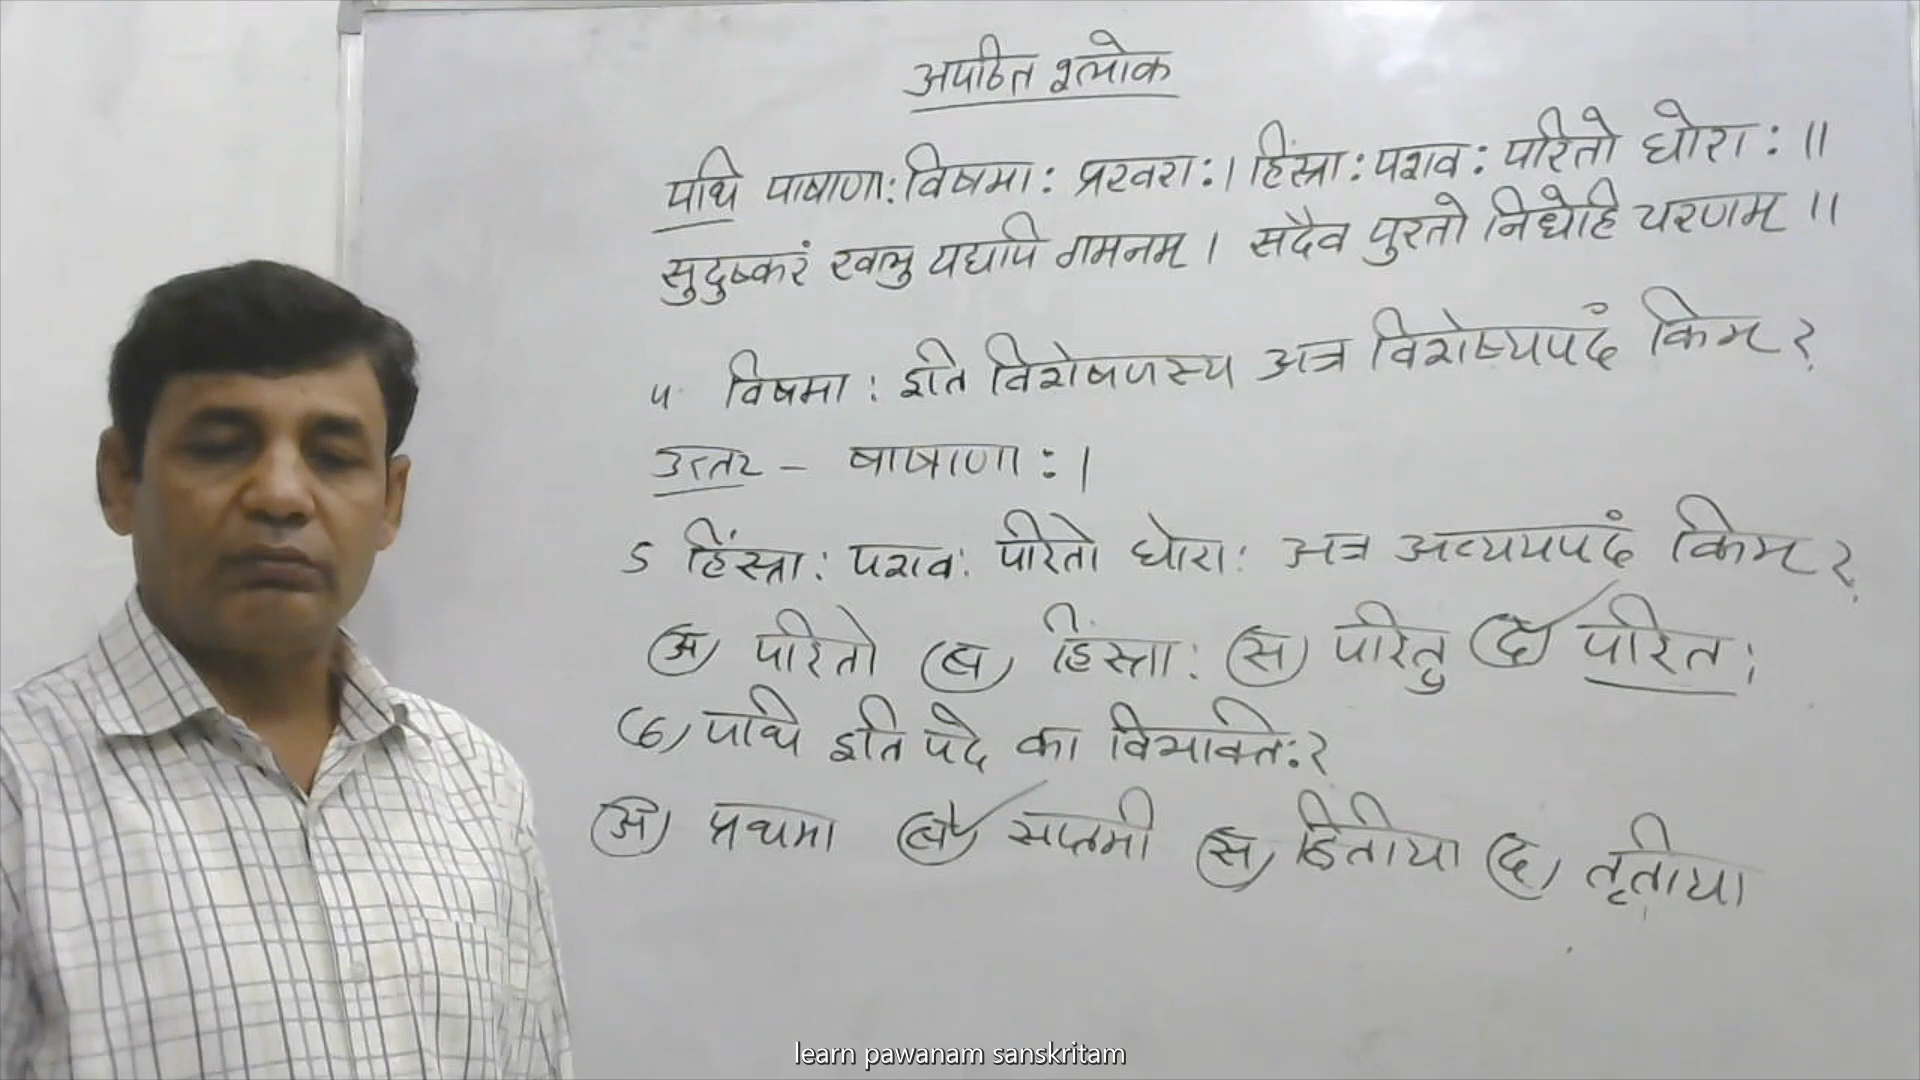 अपठित श्लोक
पथि पाषाणा: विषमा: प्रखरा:। हिंस्रा: पशव: परितो घोरा: ॥
सुदुष्करं खलु यद्यपि गमनम् । सदैव पुरतो निधेहि चरणम् ॥
५. विषमा: इति विशेषणस्य अत्र विशेष्यपदं किम् ?
उत्तर - पाषाणा: ।
5 हिंस्रा: पशव: परितो घोरा: अत्र अव्ययपदं किम् ?
(अ) परितो (ब) हिंस्रा: (स) परितु (द) परित:
(6) पथि इति पदे का विभक्ति: ?
(अ) प्रथमा (ब) सप्तमी (स) द्वितीया (द) तृतीया
learn pawanam sanskritam